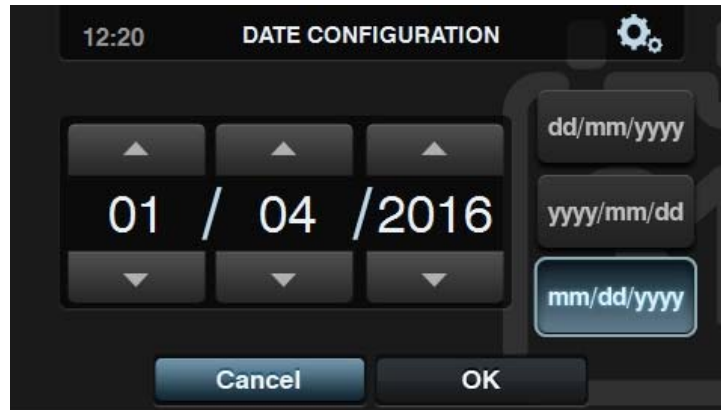 12:20 DATE CONFIGURATION
dd/mm/yyyy
01 / 04 / 2016
yyyy/mm/dd
mm/dd/yyyy
Cancel OK